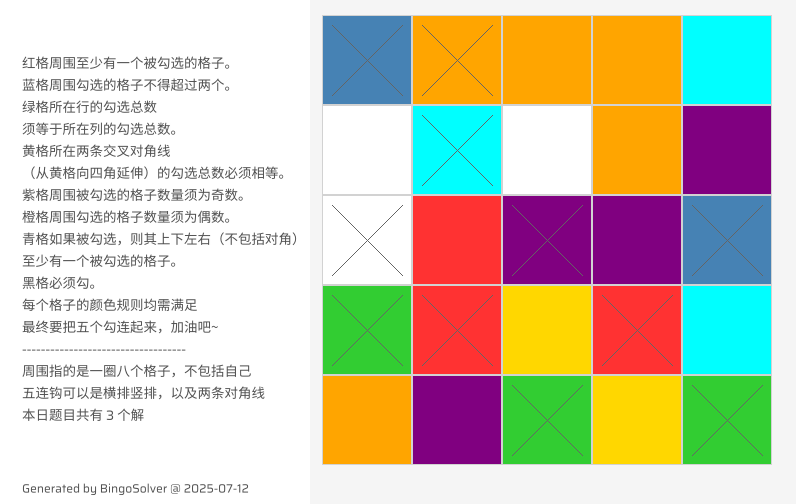 红格周围至少有一个被勾选的格子。
蓝格周围勾选的格子不得超过两个。
绿格所在行的勾选总数
须等于所在列的勾选总数。
黄格所在两条交叉对角线
（从黄格向四角延伸）的勾选总数必须相等。
紫格周围被勾选的格子数量须为奇数。
橙格周围勾选的格子数量须为偶数。
青格如果被勾选，则其上下左右（不包括对角）
至少有一个被勾选的格子。
黑格必须勾。
每个格子的颜色规则均需满足
最终要把五个勾连起来，加油吧~
----------------------------------
周围指的是一圈八个格子，不包括自己
五连钩可以是横排竖排，以及两条对角线
本日题目共有 3 个解
Generated by BingoSolver @ 2025-07-12